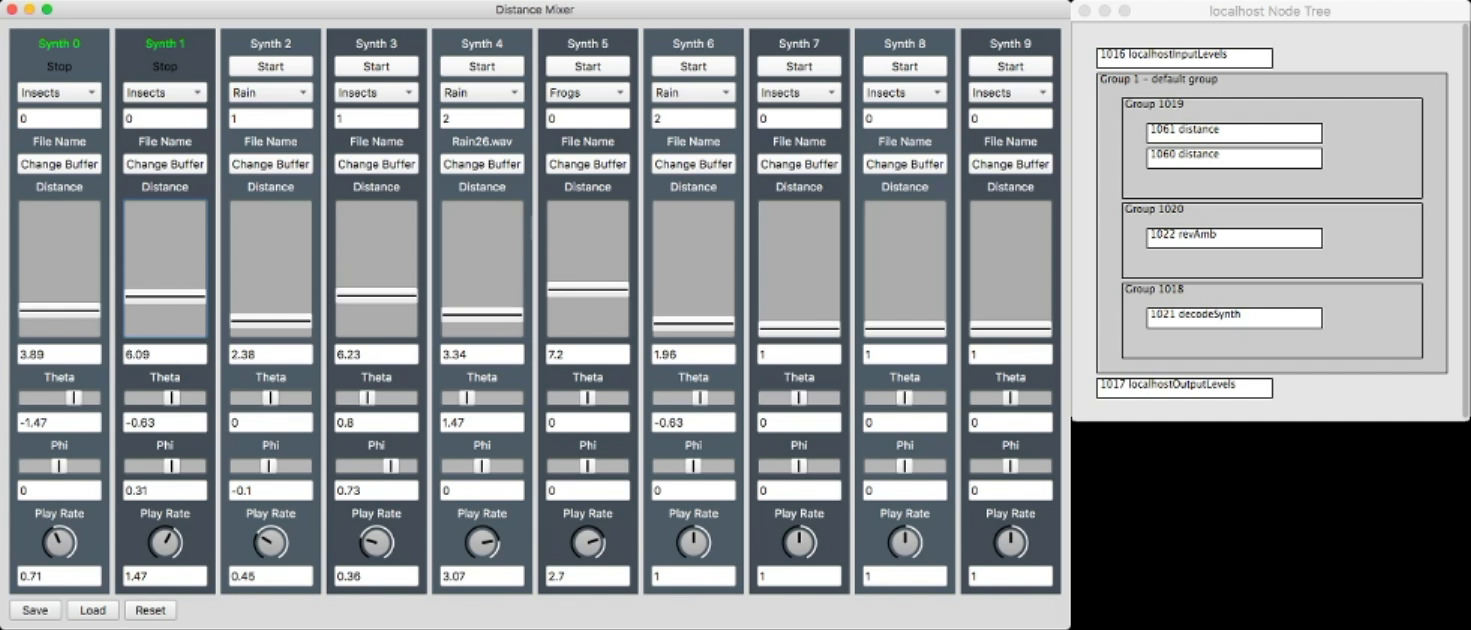 Distance Mixer
Synth 0 Synth 1 Synth 2 Synth 3 Synth 4 Synth 5 Synth 6 Synth 7 Synth 8 Synth 9
Stop Stop Start Start Start Start Start Start Start Start
Insects Insects Rain Insects Rain Frogs Rain Insects Insects Insects
0 0 1 1 2 0 2 0 0 0
File Name File Name File Name File Name Rain26.wav File Name File Name File Name File Name File Name
Change Buffer Change Buffer Change Buffer Change Buffer Change Buffer Change Buffer Change Buffer Change Buffer Change Buffer Change Buffer
Distance Distance Distance Distance Distance Distance Distance Distance Distance Distance
3.89 6.09 2.38 6.23 3.34 7.2 1.96 1 1 1
Theta Theta Theta Theta Theta Theta Theta Theta Theta Theta
-1.47 -0.63 0 0.8 1.47 0 -0.63 0 0 0
Phi Phi Phi Phi Phi Phi Phi Phi Phi Phi
0 0.31 -0.1 0.73 0 0 0 0 0 0
Play Rate Play Rate Play Rate Play Rate Play Rate Play Rate Play Rate Play Rate Play Rate Play Rate
0.71 1.47 0.45 0.36 3.07 2.7 1 1 1 1
Save Load Reset
localhost Node Tree
1016 localhostInputLevels
Group 1 - default group
Group 1019
1061 distance
1060 distance
Group 1020
1022 revAmb
Group 1018
1021 decodeSynth
1017 localhostOutputLevels